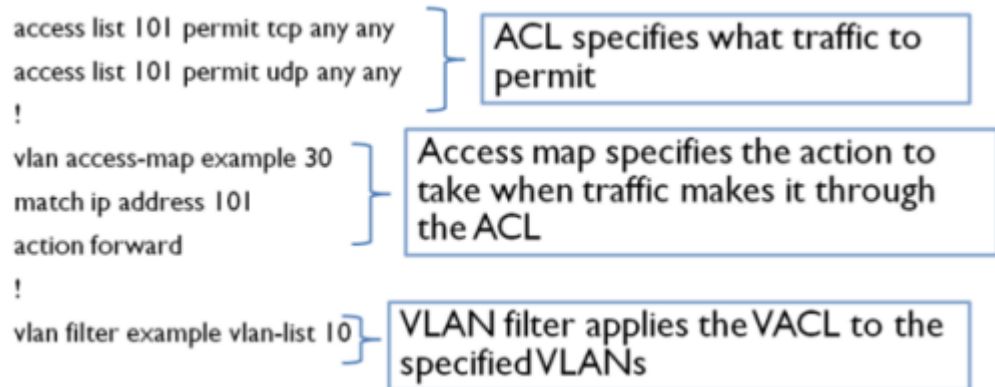 access list 101 permit tcp any any
access list 101 permit udp any any
!
vlan access-map example 30
match ip address 101
action forward
!
vlan filter example vlan-list 10
ACL specifies what traffic to
permit
Access map specifies the action to
take when traffic makes it through
the ACL
VLAN filter applies the VACL to the
specified VLANs